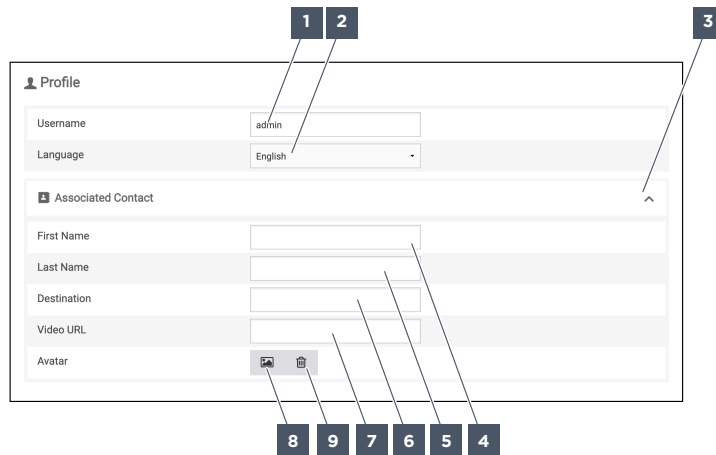 1 2 3
Profile
Username admin
Language English
Associated Contact
First Name
Last Name
Destination
Video URL
Avatar
8 9 7 6 5 4